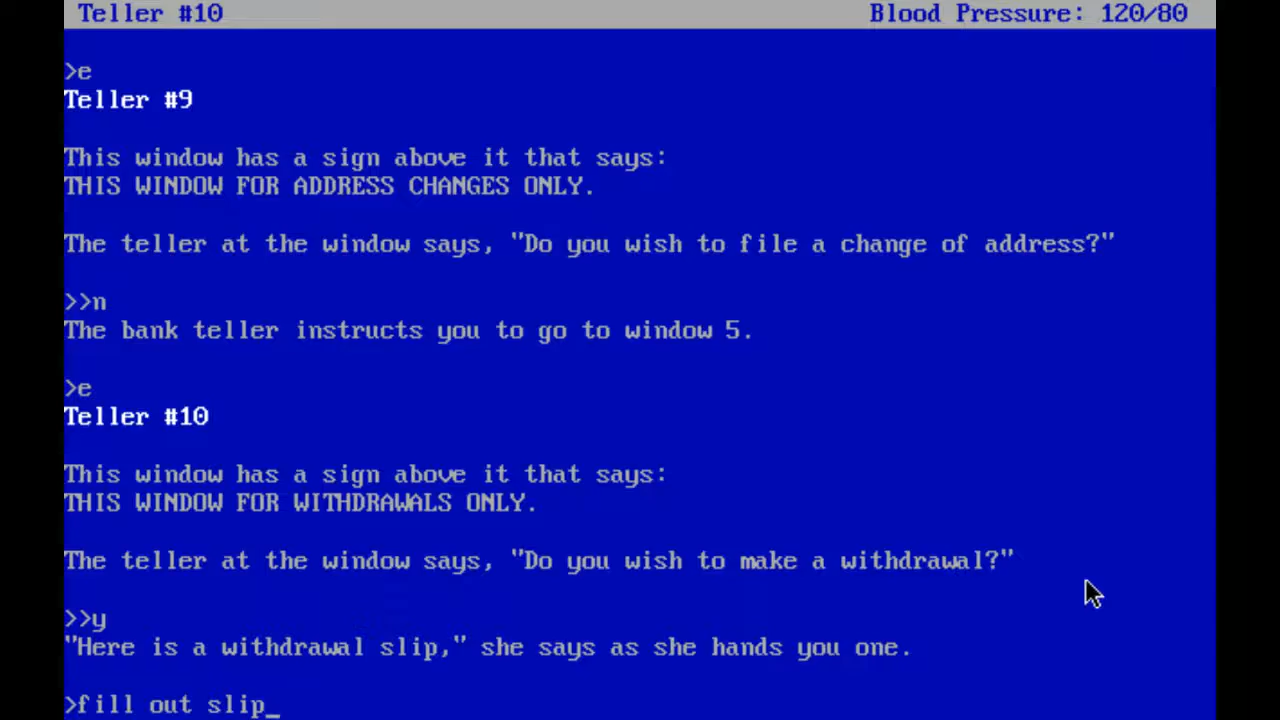 Teller #10 Blood Pressure: 120/80
>e
Teller #9
This window has a sign above it that says:
THIS WINDOW FOR ADDRESS CHANGES ONLY.
The teller at the window says, "Do you wish to file a change of address?"
>>n
The bank teller instructs you to go to window 5.
>e
Teller #10
This window has a sign above it that says:
THIS WINDOW FOR WITHDRAWALS ONLY.
The teller at the window says, "Do you wish to make a withdrawal?"
>>y
"Here is a withdrawal slip," she says as she hands you one.
>fill out slip_